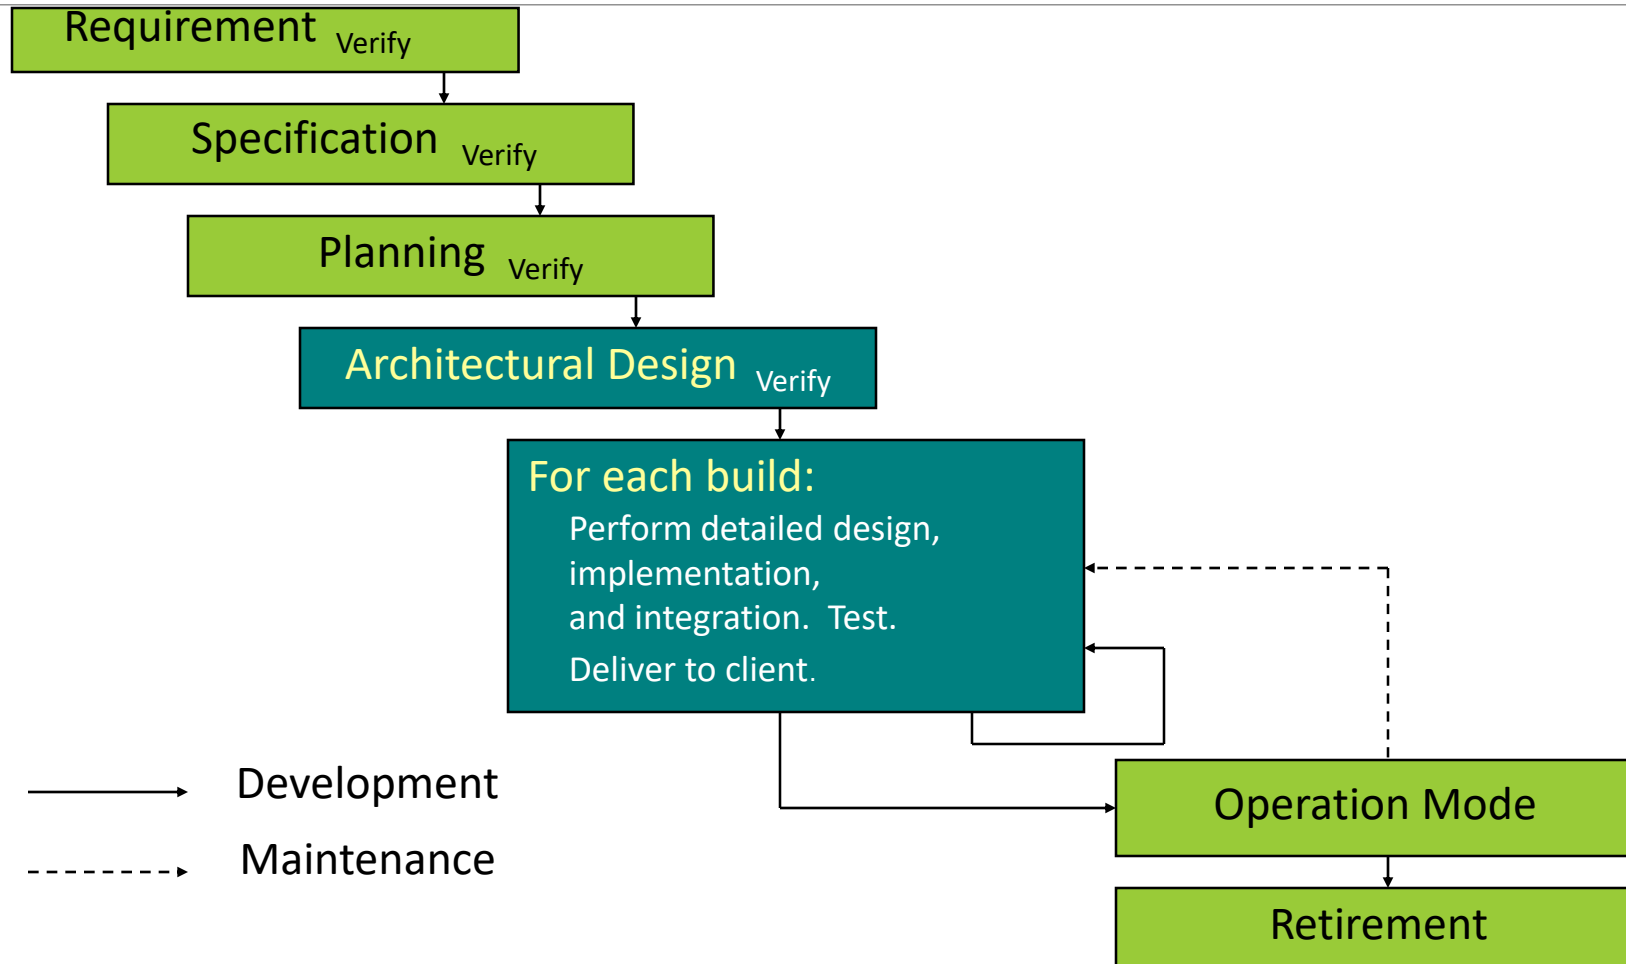 Requirement Verify
Specification Verify
Planning Verify
Architectural Design Verify
For each build:
Perform detailed design,
implementation,
and integration.  Test.
Deliver to client.
Development
Maintenance
Operation Mode
Retirement